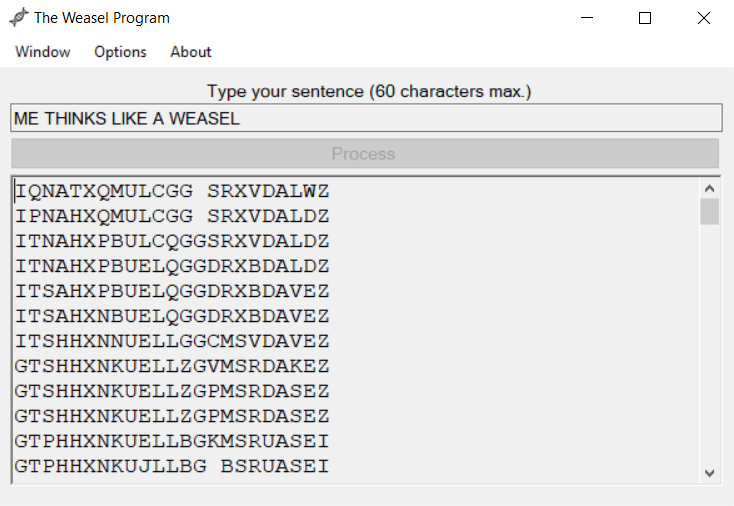 The Weasel Program
Window Options About
Type your sentence (60 characters max.)
ME THINKS LIKE A WEASEL
Process
IQNATXQMULCGG SRXVDALWZ
IPNAHXQMULCGG SRXVDALDZ
ITNAHXPBULCQGGSRXVDALDZ
ITNAHXPBUELQGGDRXBDALDZ
ITSAHXPBUELQGGDRXBDAVEZ
ITSAHXNBUELQGGDRXBDAVEZ
ITSHHXNNUELLGGCMSVDAVEZ
GTSHHXNKUELLZGVMSRDAKEZ
GTSHHXNKUELLZGPMSRDASEZ
GTSHHXNKUELLZGPMSRDASEZ
GTPHHXNKUELLBGKMSRUASEI
GTPHHXNKUJLLBG BSRUASEI